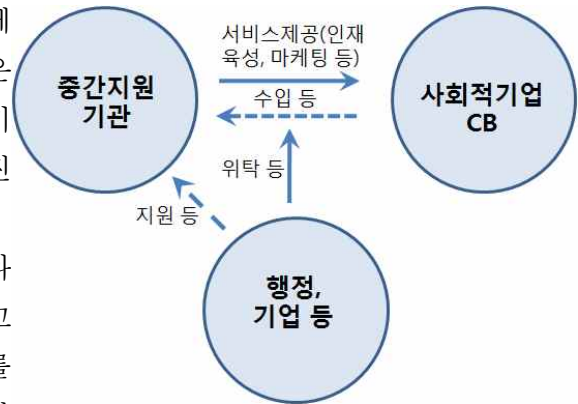 서비스제공(인재
육성, 마케팅 등)
중간지원
기관
수입 등
사회적기업
CB
위탁 등
지원 등
행정,
기업 등